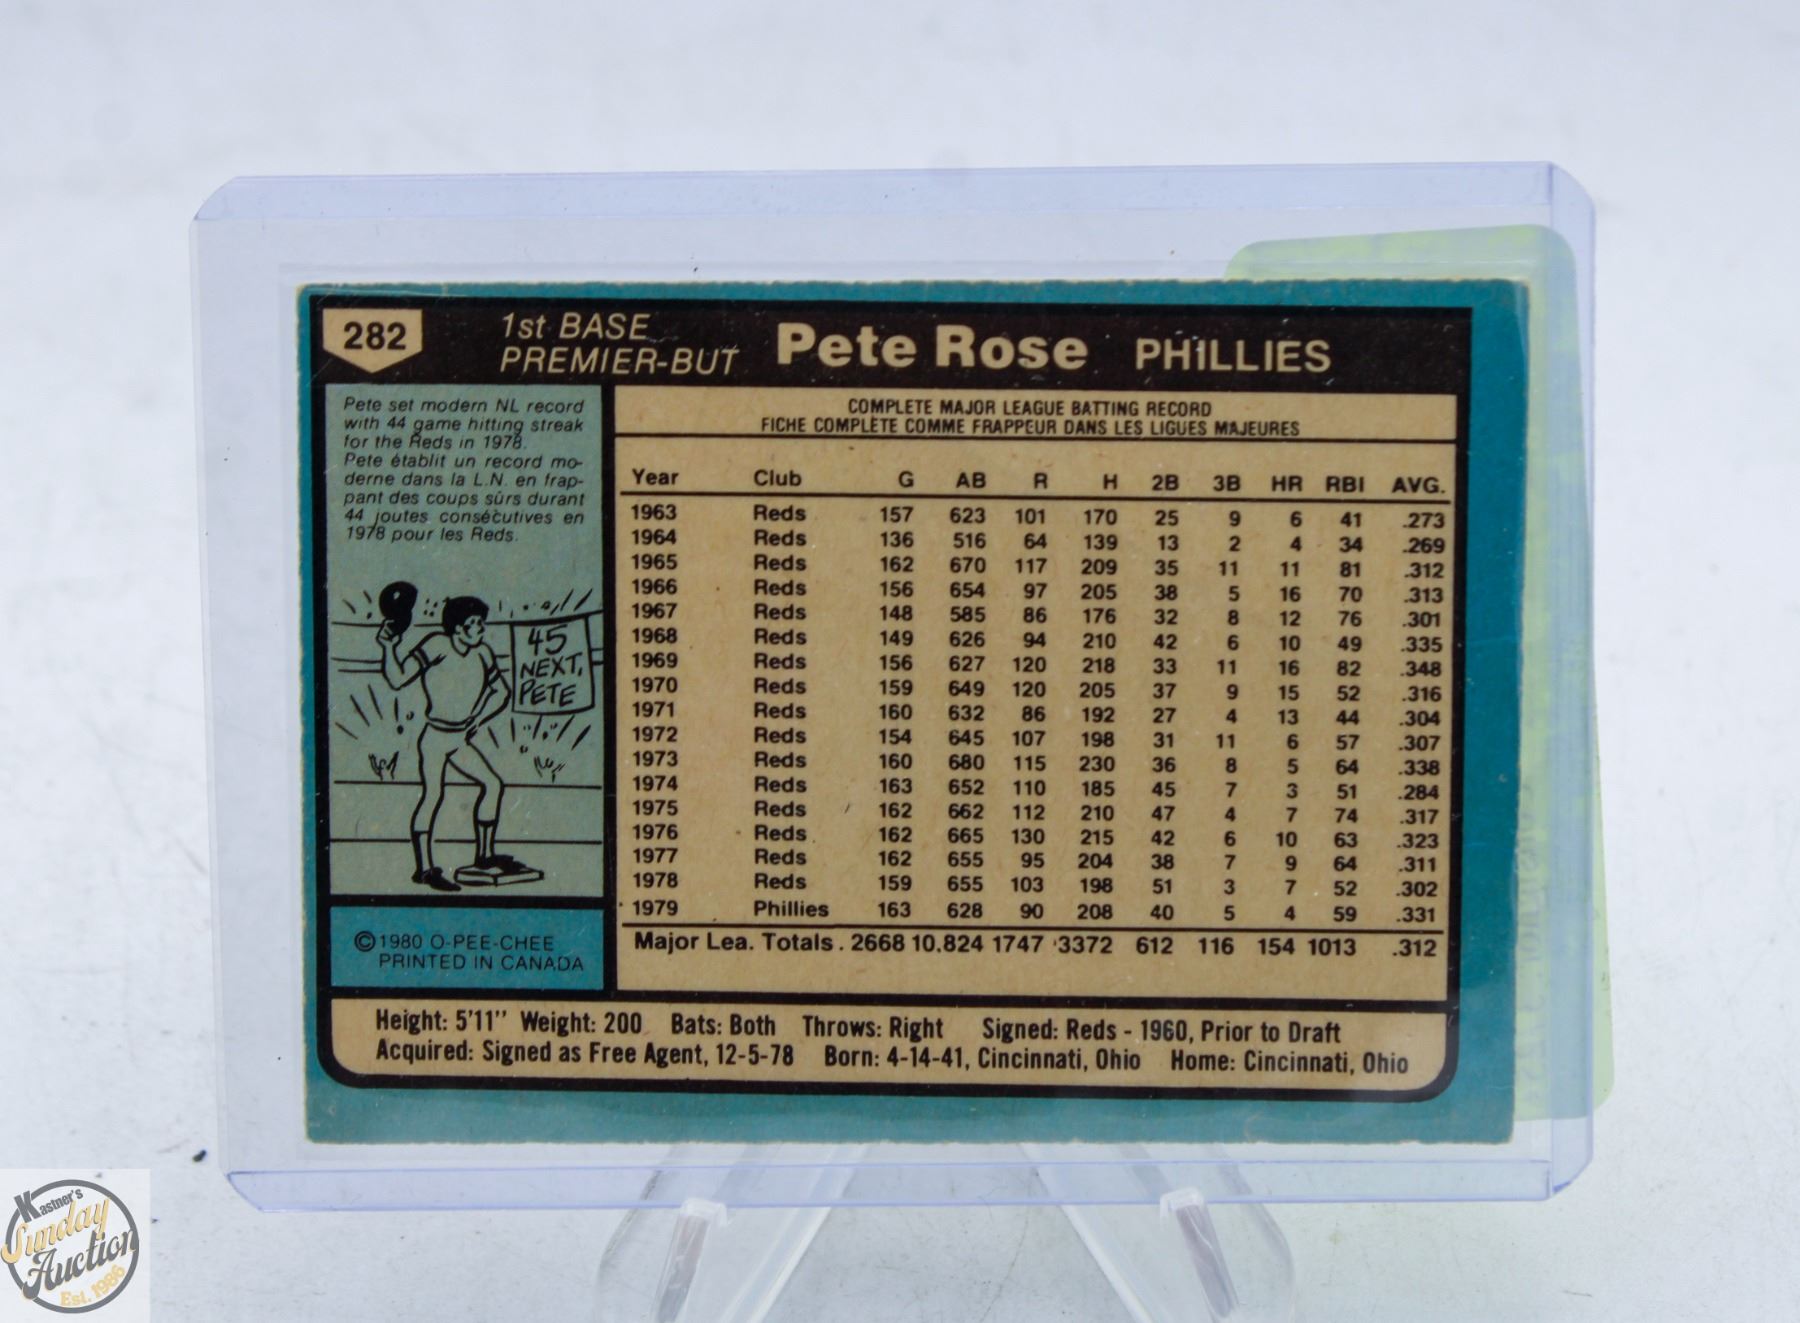 282
1st BASE
PREMIER-BUT
Pete Rose PHILLIES
Pete set modern NL record
with 44 game hitting streak
for the Reds in 1978.
Pete établit un record mo-
derne dans la L.N. en frap-
pant des coups sûrs durant
44 joutes consécutives en
1978 pour les Reds.
45
NEXT,
PETE
© 1980 O-PEE-CHEE
PRINTED IN CANADA
COMPLETE MAJOR LEAGUE BATTING RECORD
FICHE COMPLÈTE COMME FRAPPEUR DANS LES LIGUES MAJEURES
Year Club G AB R H 2B 3B HR RBI AVG.
1963 Reds 157 623 101 170 25 9 6 41 .273
1964 Reds 136 516 64 139 13 2 4 34 .269
1965 Reds 162 670 117 209 35 11 11 81 .312
1966 Reds 156 654 97 205 38 5 16 70 .313
1967 Reds 148 585 86 176 32 8 12 76 .301
1968 Reds 149 626 94 210 42 6 10 49 .335
1969 Reds 156 627 120 218 33 11 16 82 .348
1970 Reds 159 649 120 205 37 9 15 52 .316
1971 Reds 160 632 86 192 27 4 13 44 .304
1972 Reds 154 645 107 198 31 11 6 57 .307
1973 Reds 160 680 115 230 36 8 5 64 .338
1974 Reds 163 652 110 185 45 7 3 51 .284
1975 Reds 162 662 112 210 47 4 7 74 .317
1976 Reds 162 665 130 215 42 6 10 63 .323
1977 Reds 162 655 95 204 38 7 9 64 .311
1978 Reds 159 655 103 198 51 3 7 52 .302
1979 Phillies 163 628 90 208 40 5 4 59 .331
Major Lea. Totals . 2668 10,824 1747 3372 612 116 154 1013 .312
Height: 5'11" Weight: 200 Bats: Both Throws: Right Signed: Reds - 1960, Prior to Draft
Acquired: Signed as Free Agent, 12-5-78 Born: 4-14-41, Cincinnati, Ohio Home: Cincinnati, Ohio
Kastner's
Sunday
Auction
Est. 1986